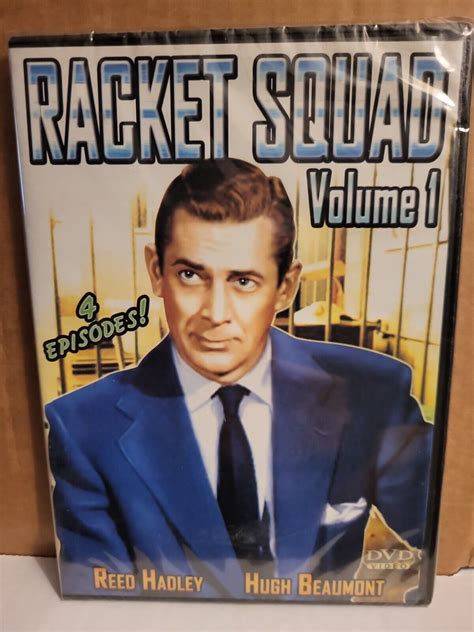 RACKET SQUAD
Volume 1
4
EPISODES!
REED HADLEY HUGH BEAUMONT
DVD
VIDEO